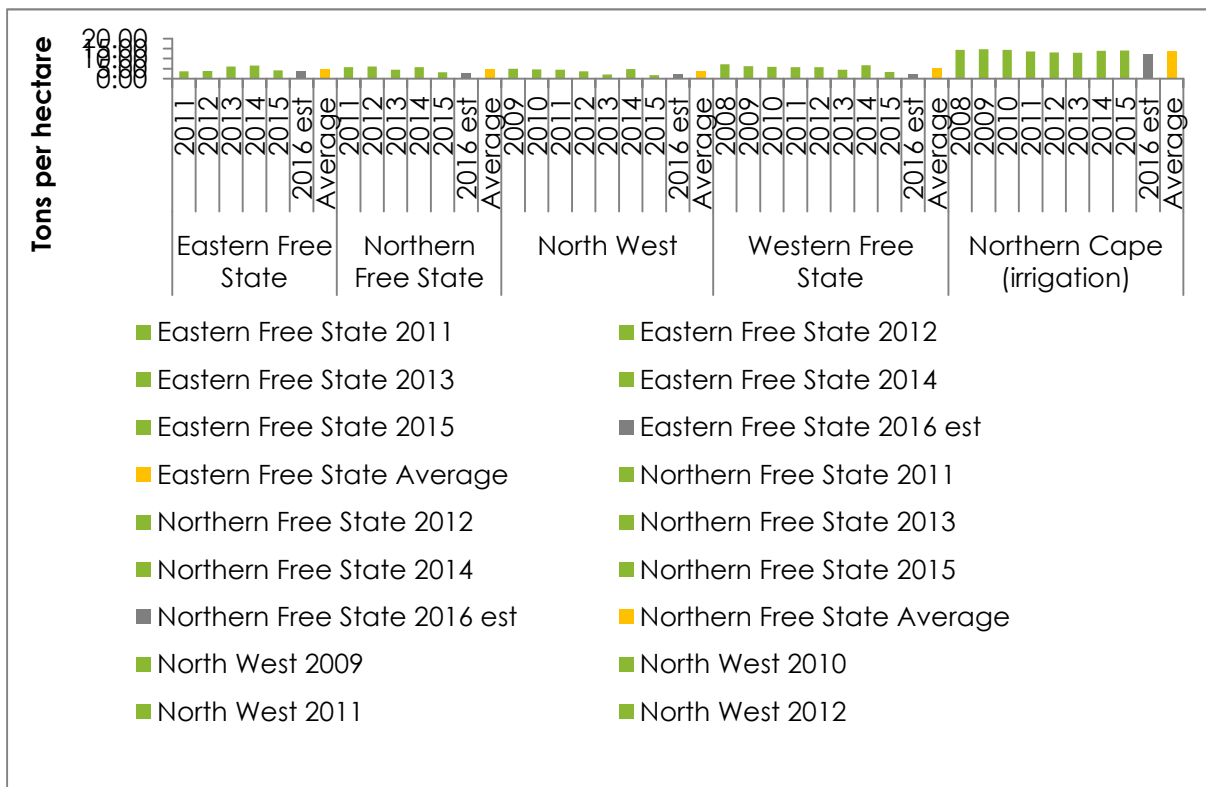 Tons per hectare
20.00
15.00
10.00
5.00
0.00
2011
2012
2013
2014
2015
2016 est
Average
2011
2012
2013
2014
2015
2016 est
Average
2009
2010
2011
2012
2013
2014
2015
2016 est
Average
2008
2009
2010
2011
2012
2013
2014
2015
2016 est
Average
2008
2009
2010
2011
2012
2013
2014
2015
2016 est
Average
Eastern Free
State
Northern
Free State
North West
Western Free
State
Northern Cape
(irrigation)
Eastern Free State 2011
Eastern Free State 2012
Eastern Free State 2013
Eastern Free State 2014
Eastern Free State 2015
Eastern Free State 2016 est
Eastern Free State Average
Northern Free State 2011
Northern Free State 2012
Northern Free State 2013
Northern Free State 2014
Northern Free State 2015
Northern Free State 2016 est
Northern Free State Average
North West 2009
North West 2010
North West 2011
North West 2012